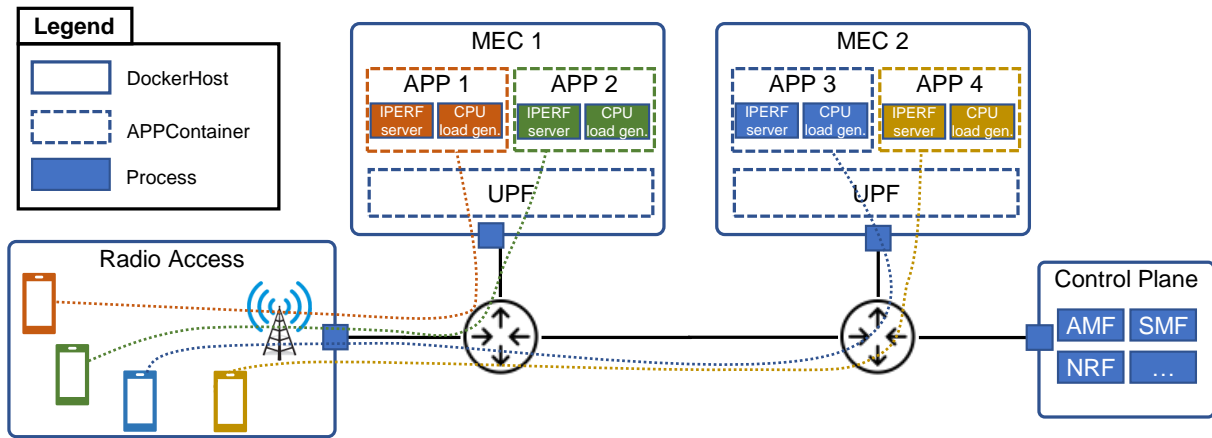 Legend
DockerHost
APPContainer
Process
MEC 1
APP 1
IPERF
server
CPU
load gen.
APP 2
IPERF
server
CPU
load gen.
UPF
MEC 2
APP 3
IPERF
server
CPU
load gen.
APP 4
IPERF
server
CPU
load gen.
UPF
Radio Access
Control Plane
AMF
SMF
NRF
…